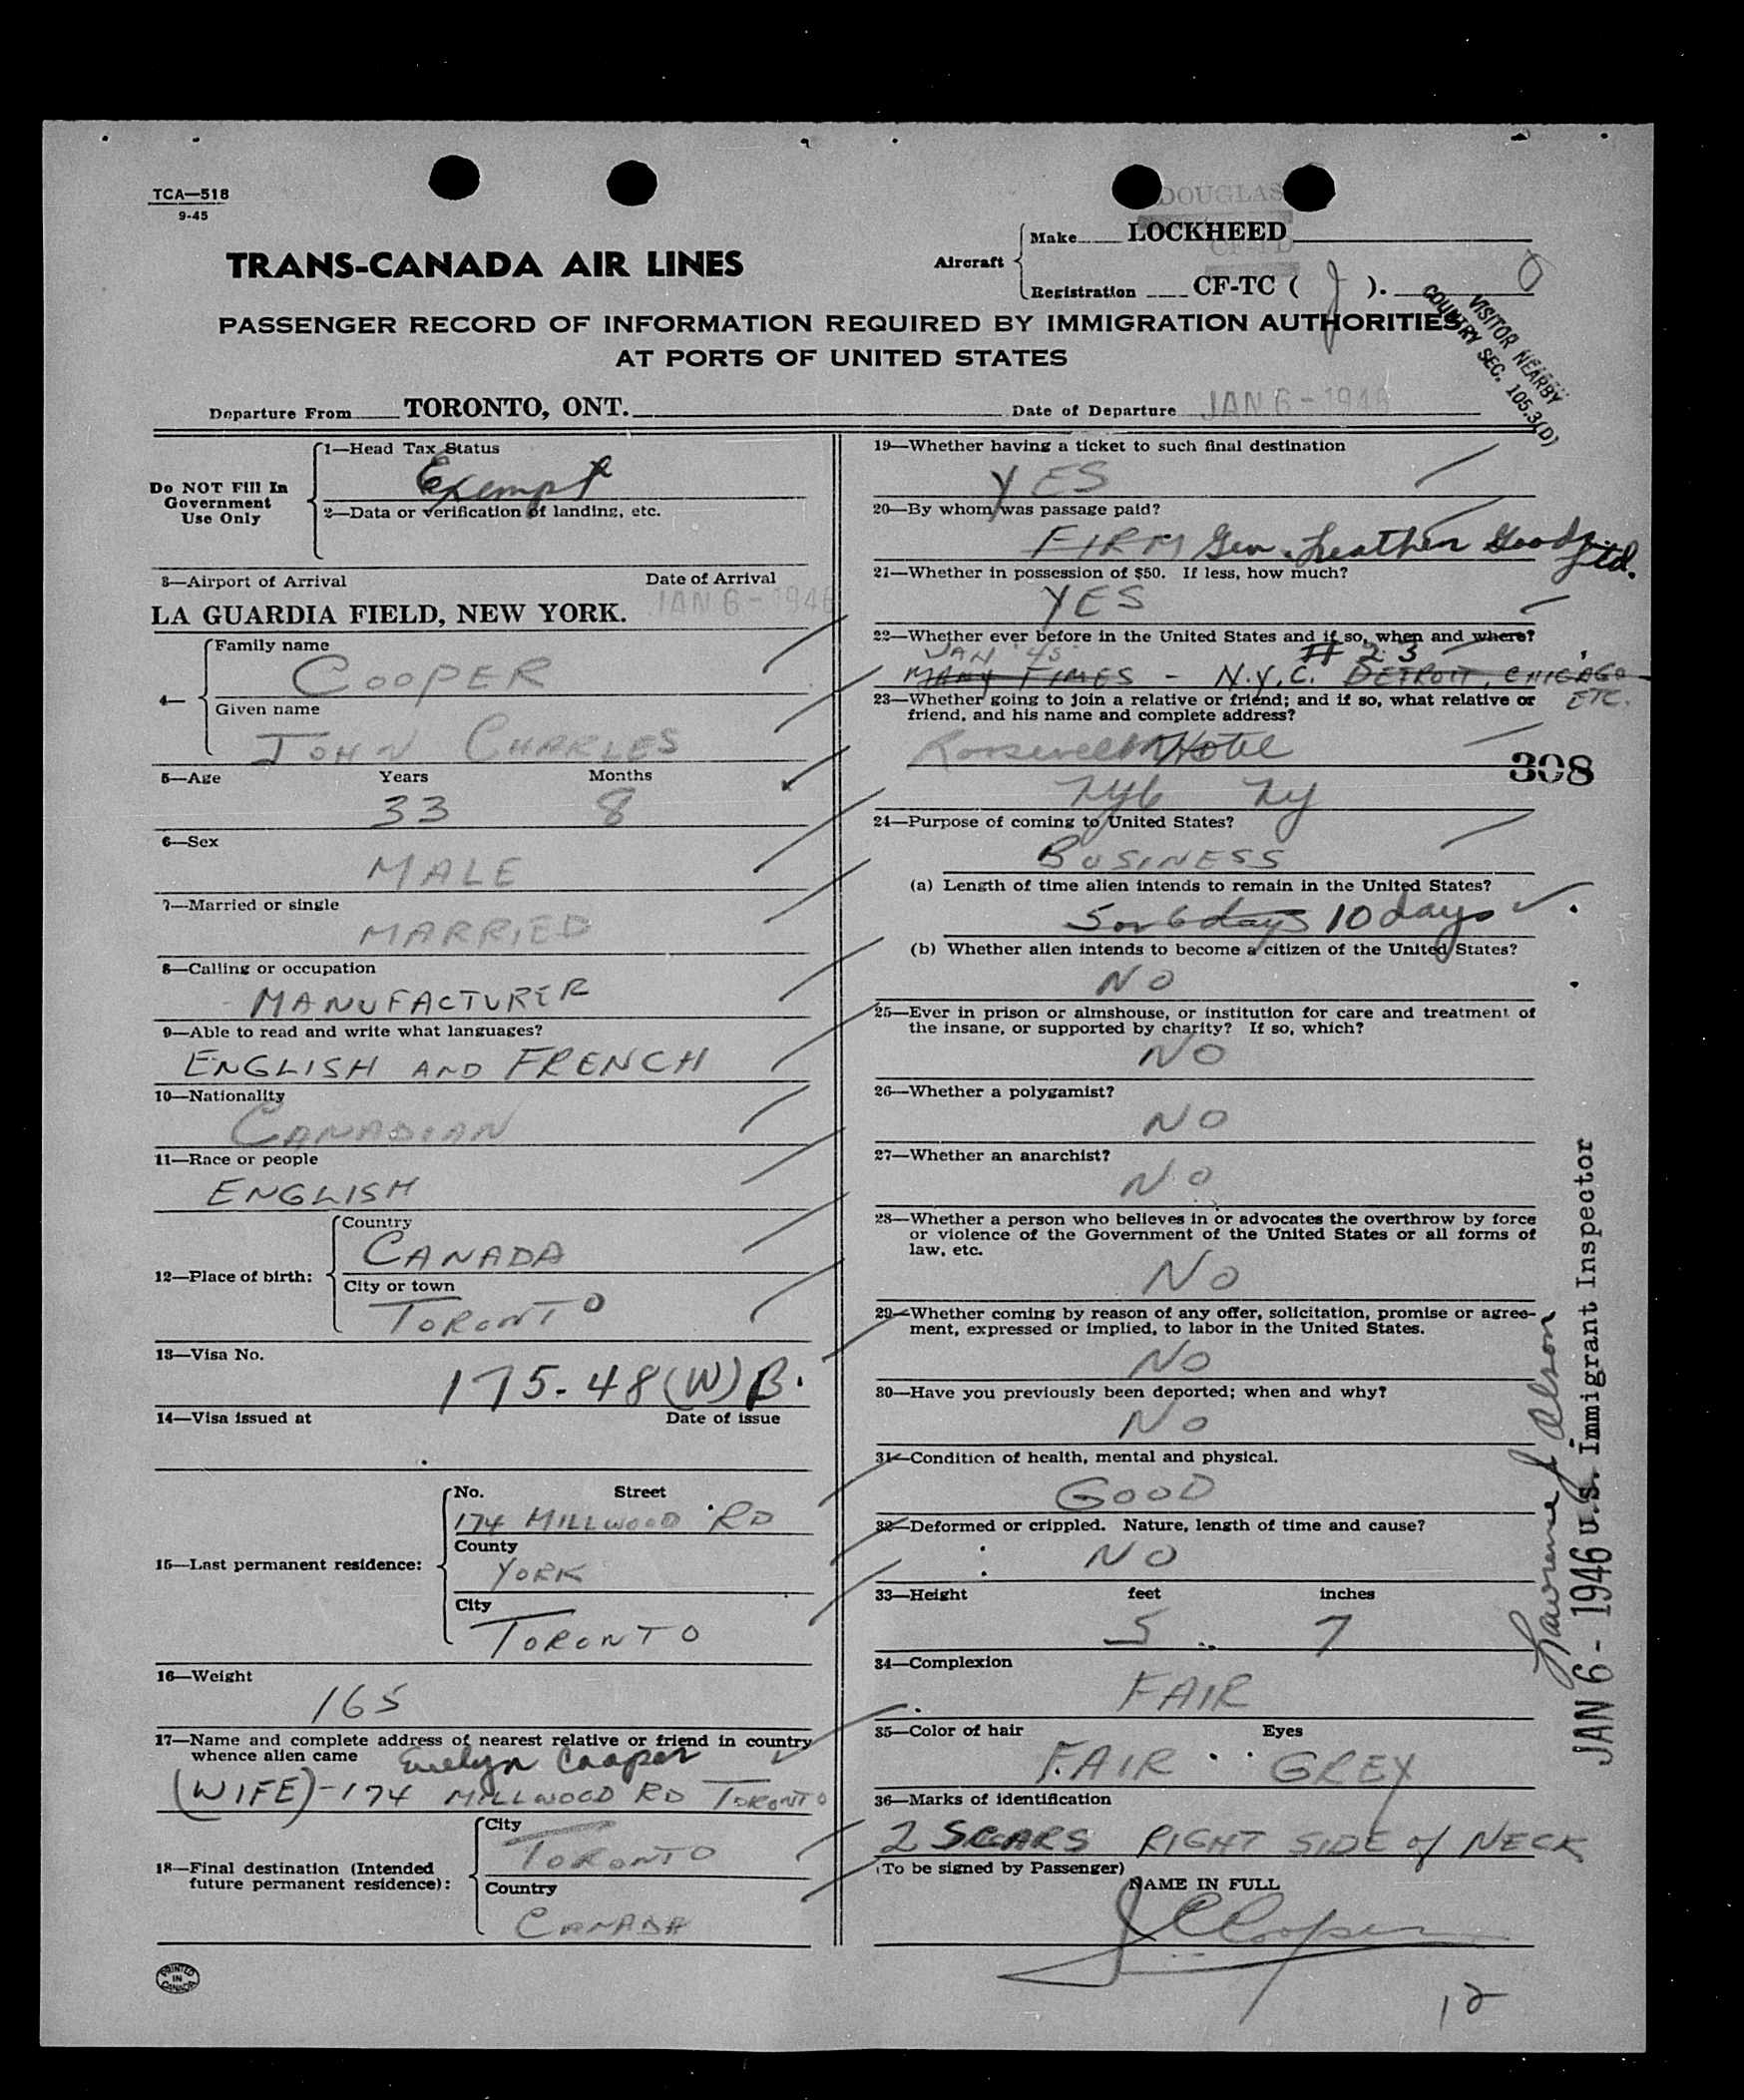 TCA—518
9-45
DOUGLAS
TRANS-CANADA AIR LINES
Aircraft
Make LOCKHEED
Registration CF-TC ( J ).
VISITOR NEARBY
COUNTRY SEC. 105.3(D)
PASSENGER RECORD OF INFORMATION REQUIRED BY IMMIGRATION AUTHORITIES
AT PORTS OF UNITED STATES
Departure From TORONTO, ONT. Date of Departure JAN 6 - 1946
Do NOT Fill In
Government
Use Only
1—Head Tax Status
Exempt
2—Data or verification of landing, etc.
3—Airport of Arrival Date of Arrival
LA GUARDIA FIELD, NEW YORK. JAN 6 - 1946
4—
Family name
COOPER
Given name
JOHN CHARLES
5—Age Years Months
33 8
6—Sex
MALE
7—Married or single
MARRIED
8—Calling or occupation
MANUFACTURER
9—Able to read and write what languages?
ENGLISH AND FRENCH
10—Nationality
CANADIAN
11—Race or people
ENGLISH
12—Place of birth:
Country
CANADA
City or town
TORONTO
13—Visa No.
175-48(W)B.
14—Visa issued at Date of issue
15—Last permanent residence:
No. Street
174 MILLWOOD RD
County
YORK
City
TORONTO
16—Weight
165
17—Name and complete address of nearest relative or friend in country
whence alien came Evelyn Cooper
(WIFE)-174 MILLWOOD RD TORONTO
18—Final destination (Intended
future permanent residence):
City
TORONTO
Country
CANADA
PRINTED
IN
CANADA
19—Whether having a ticket to such final destination
YES
20—By whom was passage paid?
FIRM Gen. Leather Goods Ltd.
21—Whether in possession of $50. If less, how much?
YES
22—Whether ever before in the United States and if so, when and where?
JAN '45 # 23
MANY TIMES - N.Y.C. DETROIT, CHICAGO
ETC.
23—Whether going to join a relative or friend; and if so, what relative or
friend, and his name and complete address?
Roosevelt Hotel
308
NYC NY
24—Purpose of coming to United States?
BUSINESS
(a) Length of time alien intends to remain in the United States?
5 or 6 days 10 days
(b) Whether alien intends to become a citizen of the United States?
NO
25—Ever in prison or almshouse, or institution for care and treatment of
the insane, or supported by charity? If so, which?
NO
26—Whether a polygamist?
NO
27—Whether an anarchist?
NO
28—Whether a person who believes in or advocates the overthrow by force
or violence of the Government of the United States or all forms of
law, etc.
NO
29—Whether coming by reason of any offer, solicitation, promise or agree-
ment, expressed or implied, to labor in the United States.
NO
30—Have you previously been deported; when and why?
NO
31—Condition of health, mental and physical.
GOOD
32—Deformed or crippled. Nature, length of time and cause?
NO
33—Height feet inches
5 7
34—Complexion
FAIR
35—Color of hair Eyes
FAIR GREY
36—Marks of identification
2 SCARS RIGHT SIDE of NECK
(To be signed by Passenger)
NAME IN FULL
J C Cooper
12
Lawrence J Olson
JAN 6 - 1946 U.S. Immigrant Inspector